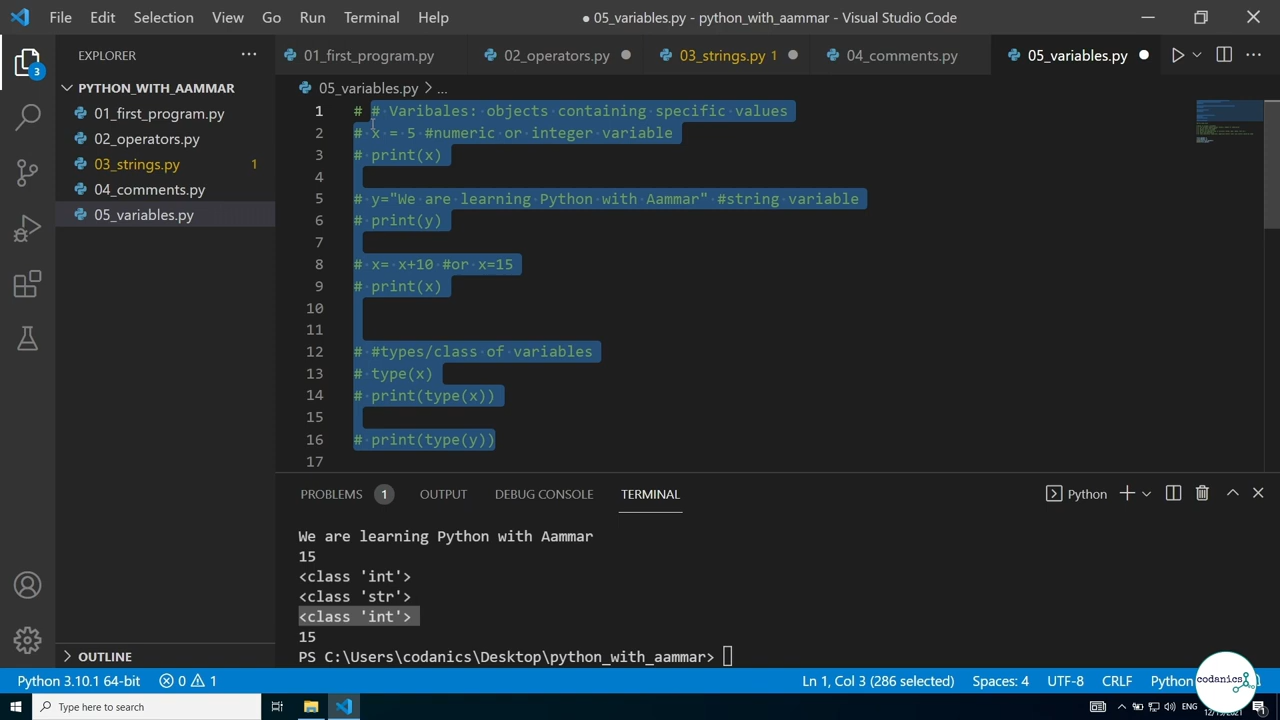 File Edit Selection View Go Run Terminal Help
● 05_variables.py - python_with_aammar - Visual Studio Code
EXPLORER ···
01_first_program.py 02_operators.py 03_strings.py 1 04_comments.py 05_variables.py
3
PYTHON_WITH_AAMMAR
01_first_program.py
02_operators.py
03_strings.py 1
04_comments.py
05_variables.py
05_variables.py > ...
1 # # Varibales: objects containing specific values
2 # x = 5 #numeric or integer variable
3 # print(x)
4
5 # y="We are learning Python with Aammar" #string variable
6 # print(y)
7
8 # x= x+10 #or x=15
9 # print(x)
10
11
12 # #types/class of variables
13 # type(x)
14 # print(type(x))
15
16 # print(type(y))
17
PROBLEMS 1 OUTPUT DEBUG CONSOLE TERMINAL
Python
We are learning Python with Aammar
15
<class 'int'>
<class 'str'>
<class 'int'>
15
PS C:\Users\codanics\Desktop\python_with_aammar>
OUTLINE
Python 3.10.1 64-bit 0 1 Ln 1, Col 3 (286 selected) Spaces: 4 UTF-8 CRLF Python
codanics
Type here to search
ENG